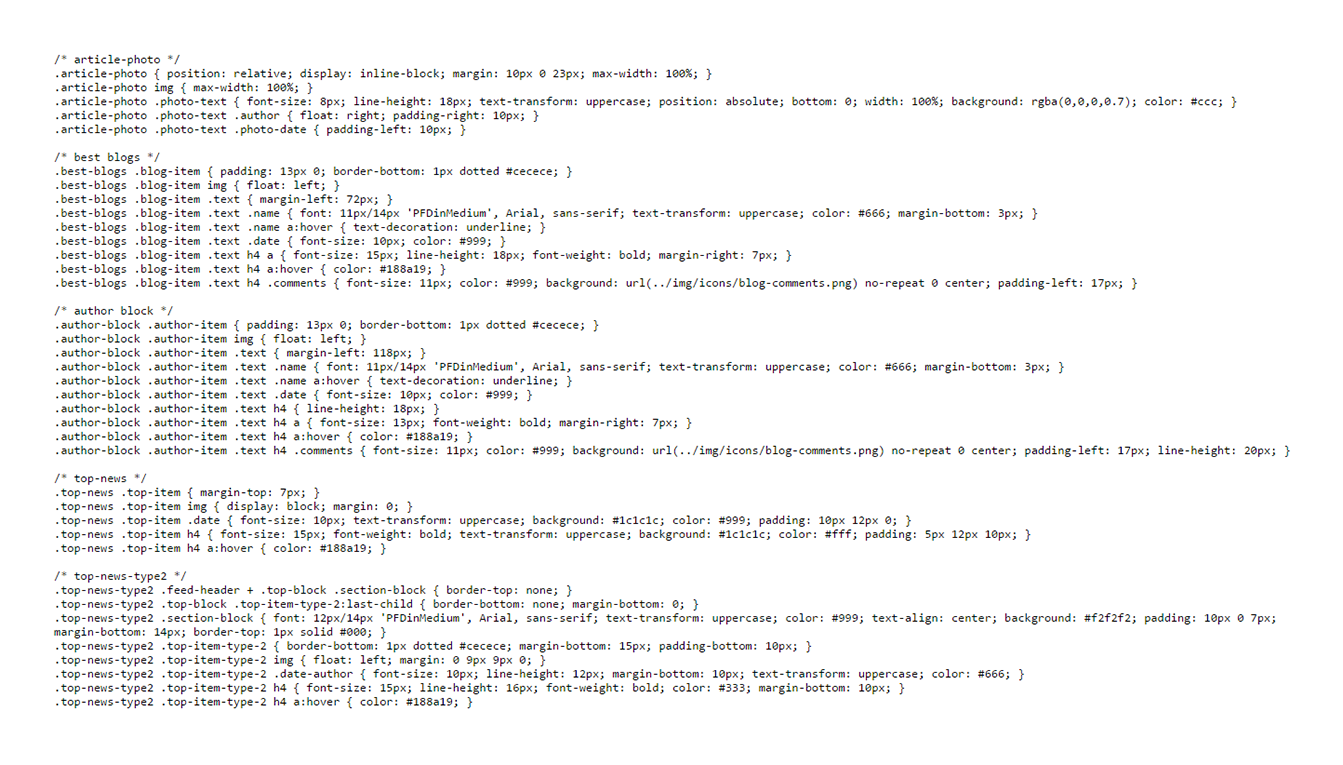 /* article-photo */
.article-photo { position: relative; display: inline-block; margin: 10px 0 23px; max-width: 100%; }
.article-photo img { max-width: 100%; }
.article-photo .photo-text { font-size: 8px; line-height: 18px; text-transform: uppercase; position: absolute; bottom: 0; width: 100%; background: rgba(0,0,0,0.7); color: #ccc; }
.article-photo .photo-text .author { float: right; padding-right: 10px; }
.article-photo .photo-text .photo-date { padding-left: 10px; }
/* best blogs */
.best-blogs .blog-item { padding: 13px 0; border-bottom: 1px dotted #cecece; }
.best-blogs .blog-item img { float: left; }
.best-blogs .blog-item .text { margin-left: 72px; }
.best-blogs .blog-item .text .name { font: 11px/14px 'PFDinMedium', Arial, sans-serif; text-transform: uppercase; color: #666; margin-bottom: 3px; }
.best-blogs .blog-item .text .name a:hover { text-decoration: underline; }
.best-blogs .blog-item .text .date { font-size: 10px; color: #999; }
.best-blogs .blog-item .text h4 a { font-size: 15px; line-height: 18px; font-weight: bold; margin-right: 7px; }
.best-blogs .blog-item .text h4 a:hover { color: #188a19; }
.best-blogs .blog-item .text h4 .comments { font-size: 11px; color: #999; background: url(../img/icons/blog-comments.png) no-repeat 0 center; padding-left: 17px; }
/* author block */
.author-block .author-item { padding: 13px 0; border-bottom: 1px dotted #cecece; }
.author-block .author-item img { float: left; }
.author-block .author-item .text { margin-left: 118px; }
.author-block .author-item .text .name { font: 11px/14px 'PFDinMedium', Arial, sans-serif; text-transform: uppercase; color: #666; margin-bottom: 3px; }
.author-block .author-item .text .name a:hover { text-decoration: underline; }
.author-block .author-item .text .date { font-size: 10px; color: #999; }
.author-block .author-item .text h4 { line-height: 18px; }
.author-block .author-item .text h4 a { font-size: 13px; font-weight: bold; margin-right: 7px; }
.author-block .author-item .text h4 a:hover { color: #188a19; }
.author-block .author-item .text h4 .comments { font-size: 11px; color: #999; background: url(../img/icons/blog-comments.png) no-repeat 0 center; padding-left: 17px; line-height: 20px; }
/* top-news */
.top-news .top-item { margin-top: 7px; }
.top-news .top-item img { display: block; margin: 0; }
.top-news .top-item .date { font-size: 10px; text-transform: uppercase; background: #1c1c1c; color: #999; padding: 10px 12px 0; }
.top-news .top-item h4 { font-size: 15px; font-weight: bold; text-transform: uppercase; background: #1c1c1c; color: #fff; padding: 5px 12px 10px; }
.top-news .top-item h4 a:hover { color: #188a19; }
/* top-news-type2 */
.top-news-type2 .feed-header + .top-block .section-block { border-top: none; }
.top-news-type2 .top-block .top-item-type-2:last-child { border-bottom: none; margin-bottom: 0; }
.top-news-type2 .section-block { font: 12px/14px 'PFDinMedium', Arial, sans-serif; text-transform: uppercase; color: #999; text-align: center; background: #f2f2f2; padding: 10px 0 7px;
margin-bottom: 14px; border-top: 1px solid #000; }
.top-news-type2 .top-item-type-2 { border-bottom: 1px dotted #cecece; margin-bottom: 15px; padding-bottom: 10px; }
.top-news-type2 .top-item-type-2 img { float: left; margin: 0 9px 9px 0; }
.top-news-type2 .top-item-type-2 .date-author { font-size: 10px; line-height: 12px; margin-bottom: 10px; text-transform: uppercase; color: #666; }
.top-news-type2 .top-item-type-2 h4 { font-size: 15px; line-height: 16px; font-weight: bold; color: #333; margin-bottom: 10px; }
.top-news-type2 .top-item-type-2 h4 a:hover { color: #188a19; }